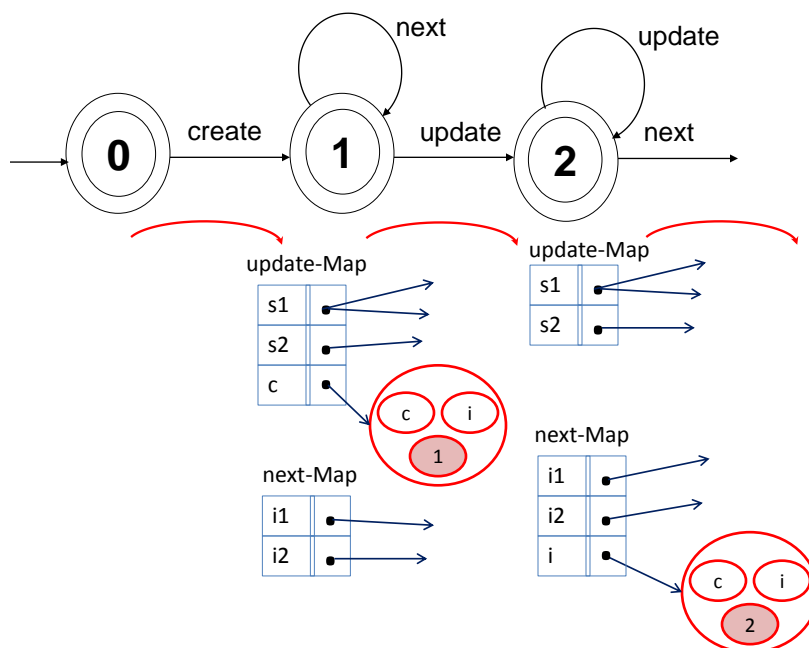 next
update
create
update
next
0
1
2
update-Map
s1
s2
c
c i
1
next-Map
i1
i2
update-Map
s1
s2
next-Map
i1
i2
i
c i
2